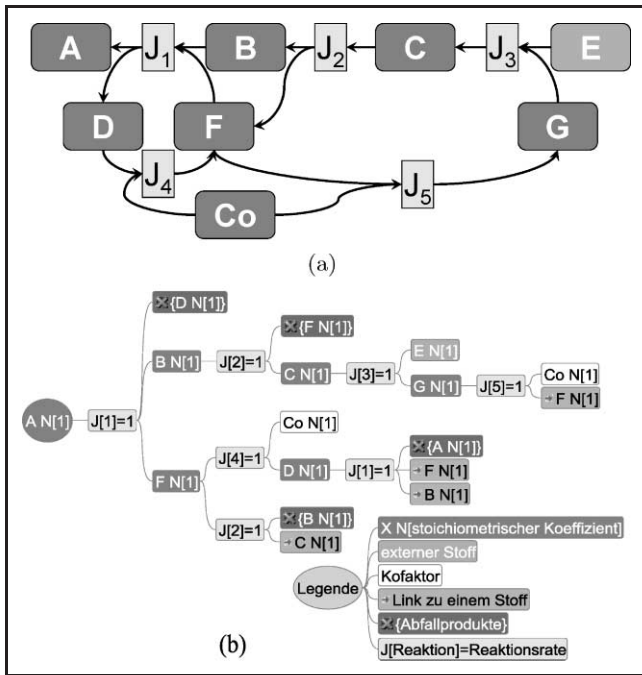 A J1 B J2 C J3 E
D F G
J4 J5
Co
(a)
{D N[1]}
{F N[1]}
E N[1]
B N[1] J[2]=1
C N[1] J[3]=1
Co N[1]
G N[1] J[5]=1
F N[1]
A N[1] J[1]=1
Co N[1]
J[4]=1
{A N[1]}
D N[1] J[1]=1
F N[1]
F N[1]
B N[1]
{B N[1]}
J[2]=1
C N[1]
X N[stoichiometrischer Koeffizient]
externer Stoff
Kofaktor
Legende
Link zu einem Stoff
{Abfallprodukte}
J[Reaktion]=Reaktionsrate
(b)